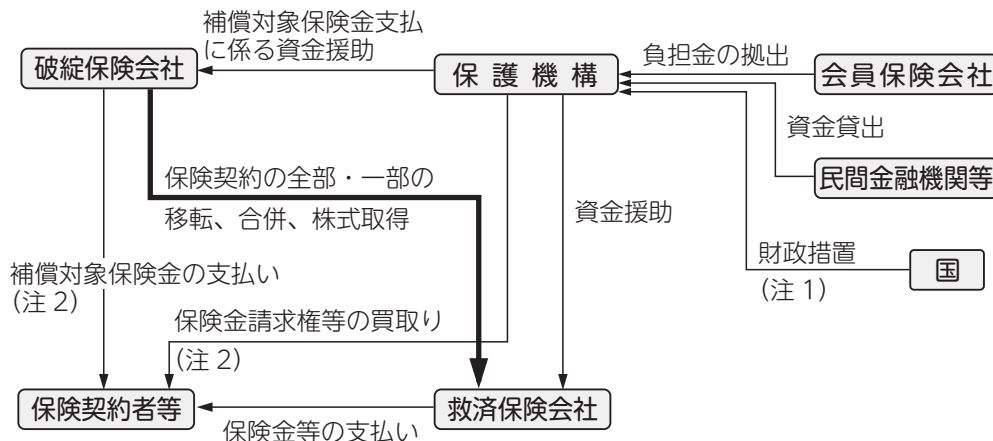 補償対象保険金支払
に係る資金援助
破綻保険会社
保護機構
負担金の拠出
会員保険会社
資金貸出
民間金融機関等
保険契約の全部・一部の
移転、合併、株式取得
資金援助
財政措置
(注1)
国
補償対象保険金の支払い
(注2)
保険金請求権等の買取り
(注2)
保険契約者等
救済保険会社
保険金等の支払い